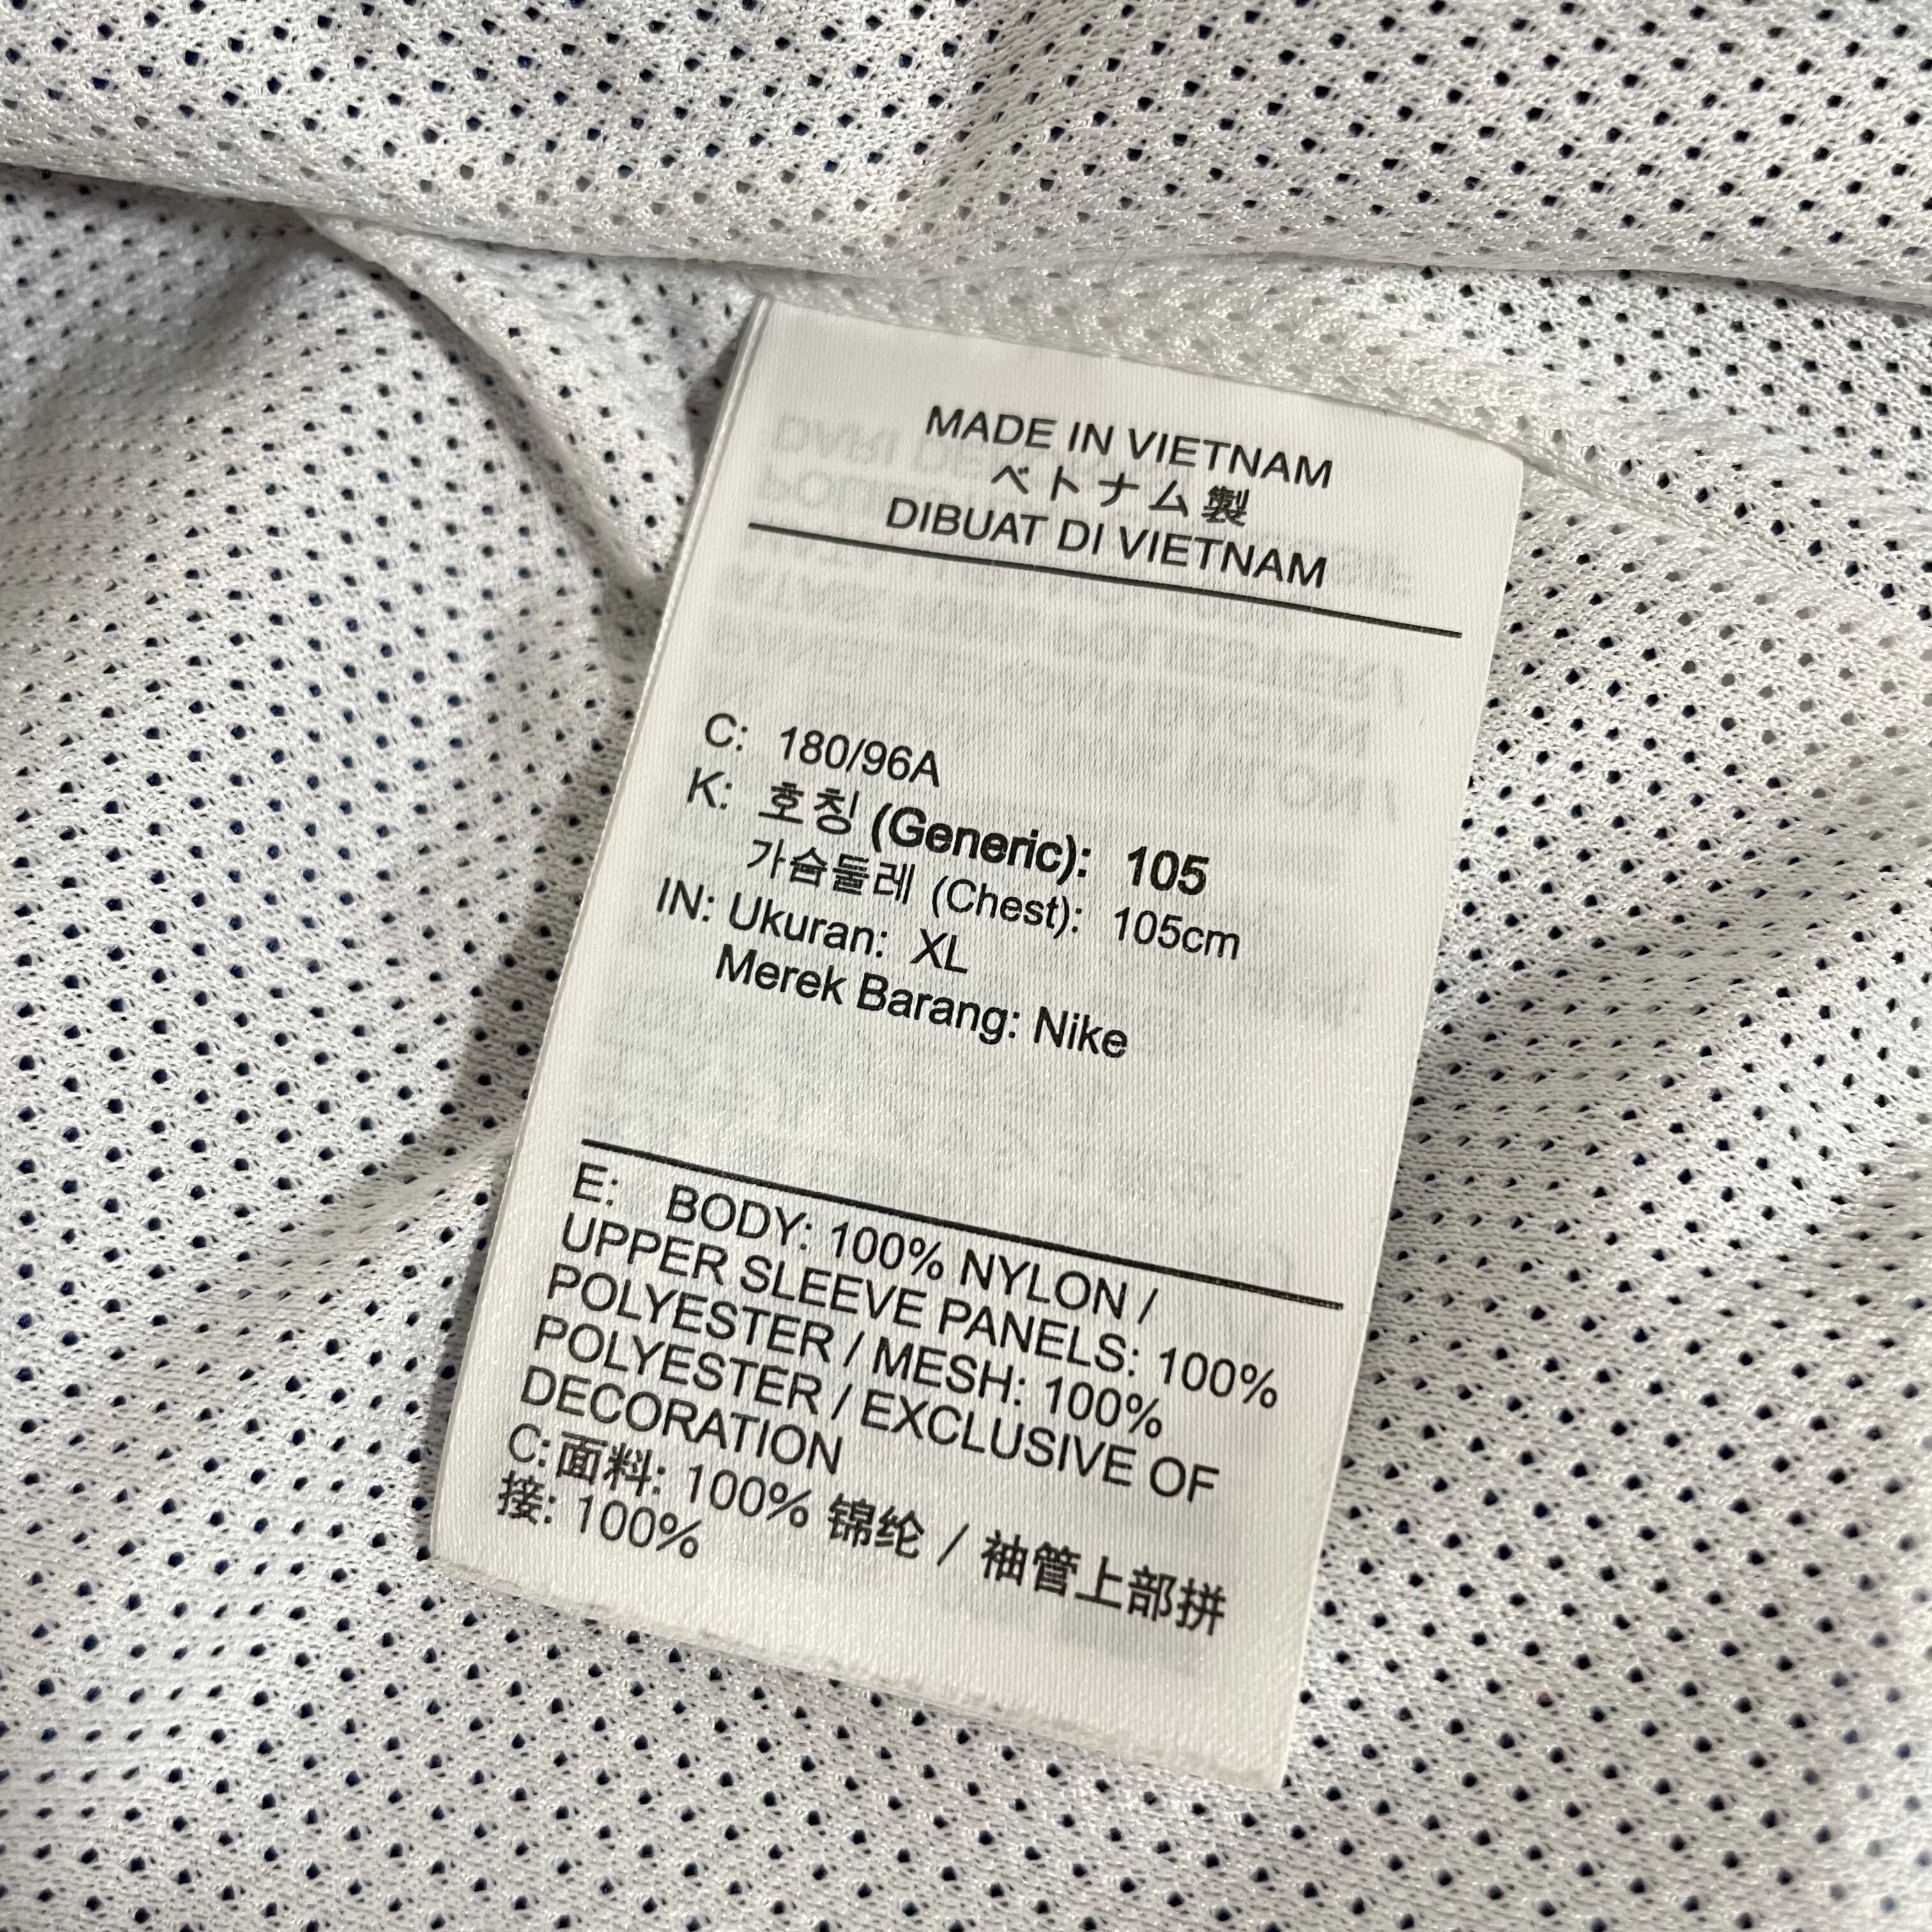 MADE IN VIETNAM
ベトナム製
DIBUAT DI VIETNAM
C: 180/96A
K: 호칭 (Generic): 105
가슴둘레 (Chest): 105cm
IN: Ukuran: XL
Merek Barang: Nike
E: BODY: 100% NYLON /
UPPER SLEEVE PANELS: 100%
POLYESTER / MESH: 100%
POLYESTER / EXCLUSIVE OF
DECORATION
C:面料: 100% 锦纶 / 袖管上部拼
接: 100%